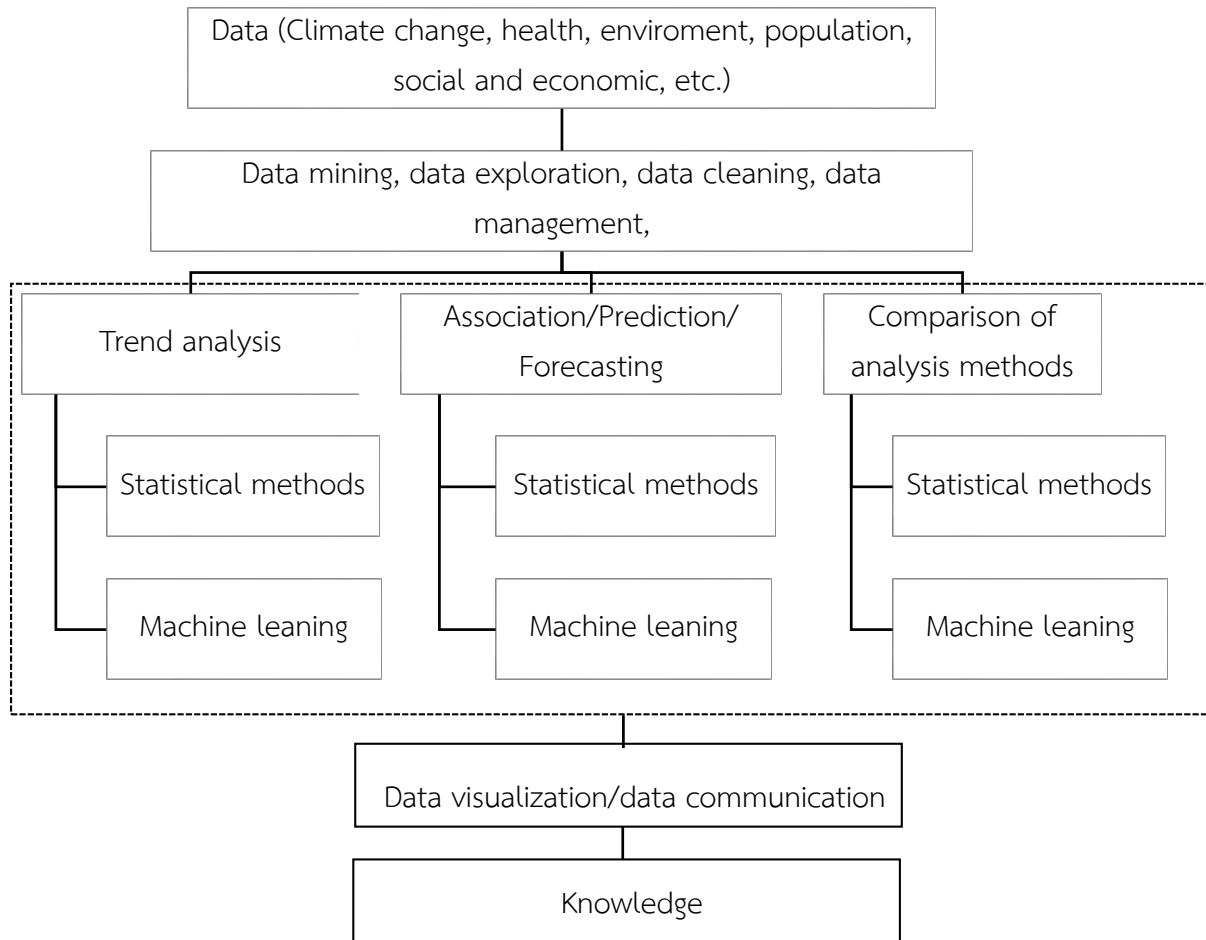 Data (Climate change, health, enviroment, population,
social and economic, etc.)
Data mining, data exploration, data cleaning, data
management,
Trend analysis
Association/Prediction/
Forecasting
Comparison of
analysis methods
Statistical methods
Statistical methods
Statistical methods
Machine leaning
Machine leaning
Machine leaning
Data visualization/data communication
Knowledge